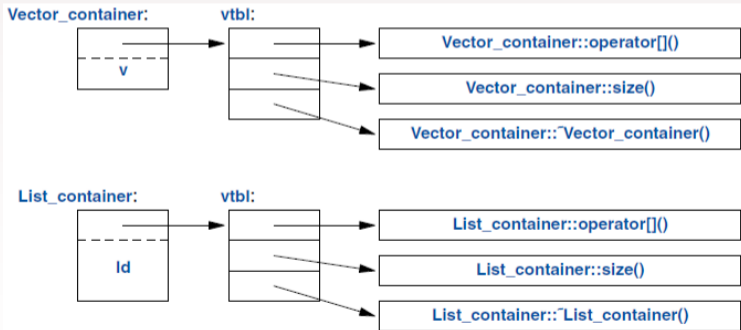 Vector_container: vtbl:
Vector_container::operator[]()
v
Vector_container::size()
Vector_container::~Vector_container()
List_container: vtbl:
List_container::operator[]()
ld
List_container::size()
List_container::~List_container()